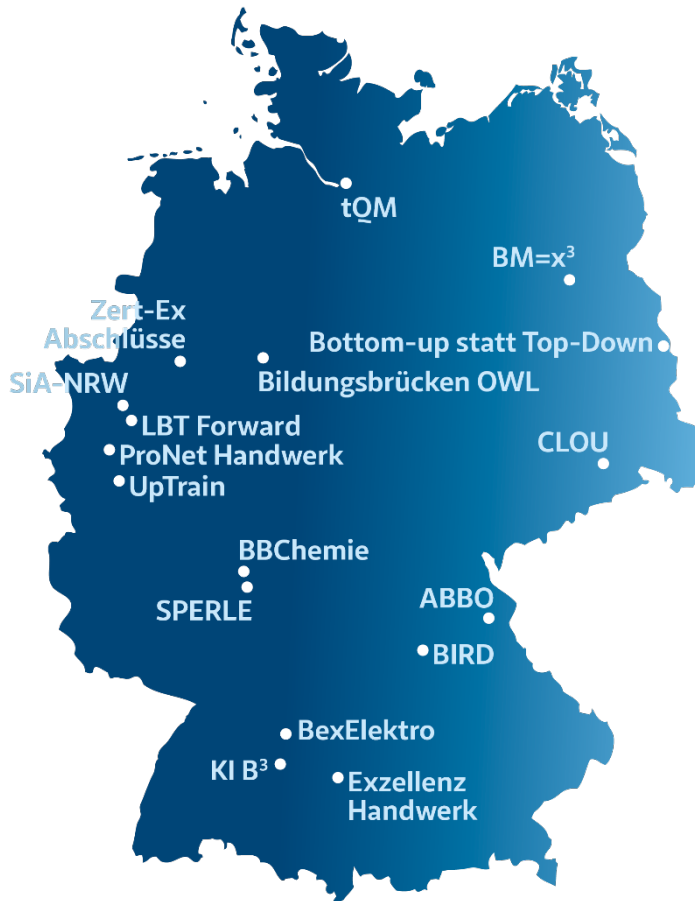 tQM
BM=x³
Zert-Ex
Abschlüsse
Bottom-up statt Top-Down
Bildungsbrücken OWL
SiA-NRW
LBT Forward
CLOU
ProNet Handwerk
UpTrain
BBChemie
SPERLE
ABBO
BIRD
BexElektro
KI B³
Exzellenz
Handwerk